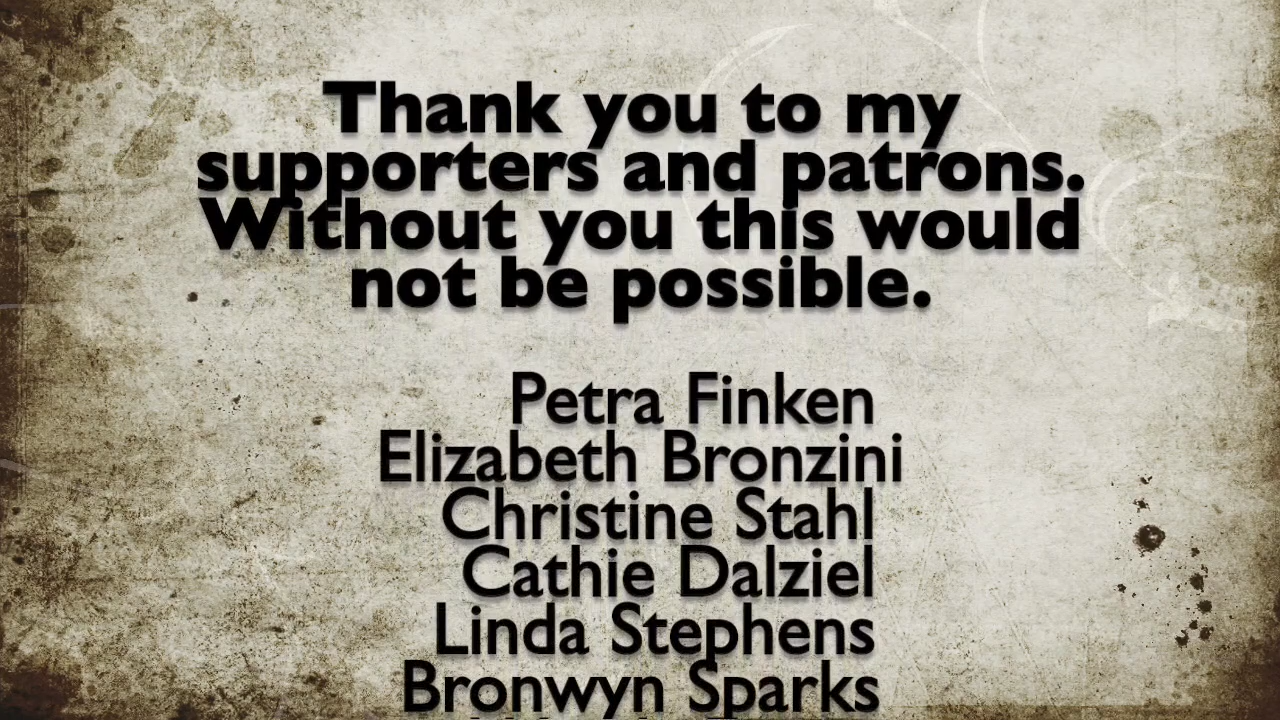 Thank you to my
supporters and patrons.
Without you this would
not be possible.
Petra Finken
Elizabeth Bronzini
Christine Stahl
Cathie Dalziel
Linda Stephens
Bronwyn Sparks